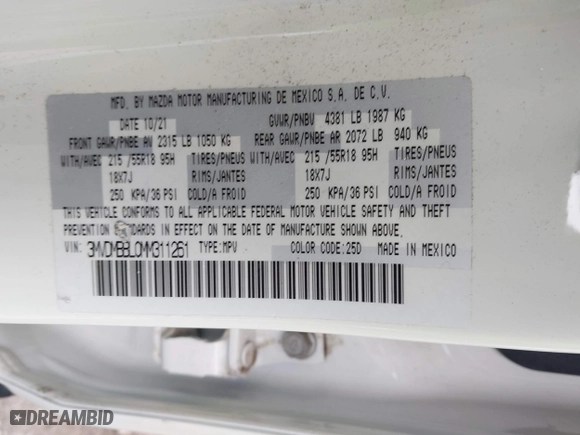 MFD. BY MAZDA MOTOR MANUFACTURING DE MEXICO S.A. DE C.V.
DATE 10/21 GVWR/PNBV 4381 LB 1987 KG
FRONT GAWR/PNBE AV 2315 LB 1050 KG REAR GAWR/PNBE AR 2072 LB 940 KG
WITH/AVEC 215 /55R18 95H TIRES/PNEUS WITH/AVEC 215 /55R18 95H TIRES/PNEUS
18X7J RIMS/JANTES 18X7J RIMS/JANTES
250 KPA/36 PSI COLD/A FROID 250 KPA/36 PSI COLD/A FROID
THIS VEHICLE CONFORMS TO ALL APPLICABLE FEDERAL MOTOR VEHICLE SAFETY AND THEFT
PREVENTION STANDARDS IN EFFECT ON THE DATE OF MANUFACTURE SHOWN ABOVE.
VIN: 3MVDMBBL0MM311261 TYPE: MPV COLOR CODE: 25D MADE IN MEXICO
DREAMBID